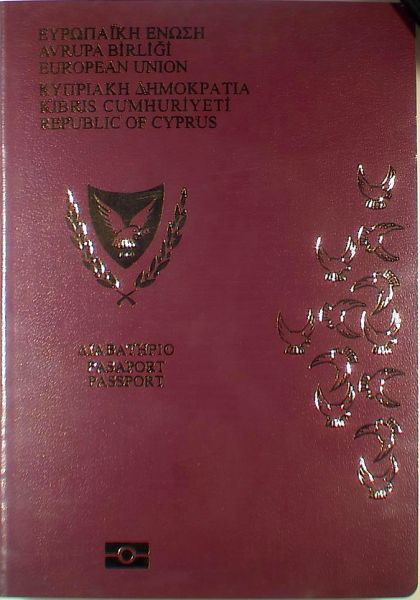 ΕΥΡΩΠΑΪΚΗ ΕΝΩΣΗ
AVRUPA BİRLİĞİ
EUROPEAN UNION
ΚΥΠΡΙΑΚΗ ΔΗΜΟΚΡΑΤΙΑ
KIBRIS CUMHURİYETİ
REPUBLIC OF CYPRUS
ΔΙΑΒΑΤΗΡΙΟ
PASAPORT
PASSPORT